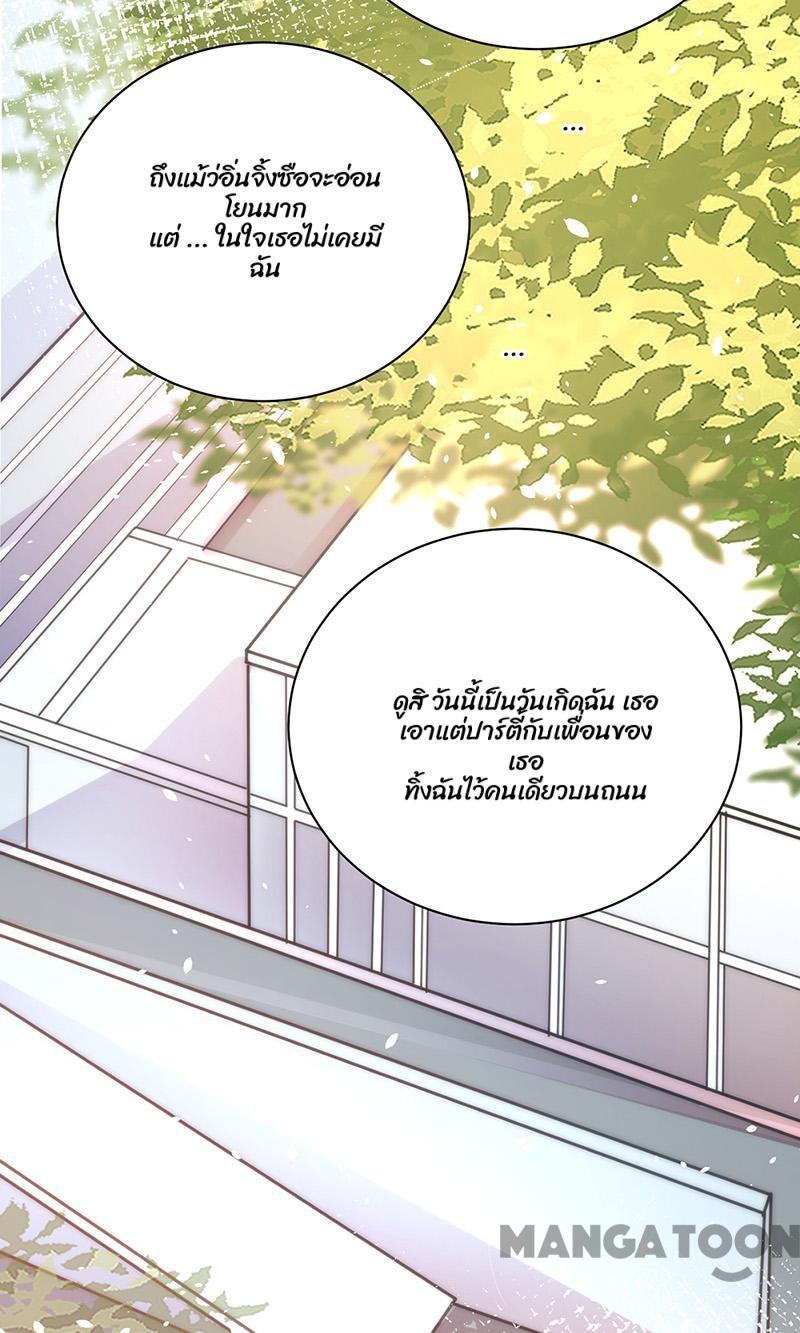 ...
ถึงแม้ว่อิ่นจิ้งซือจะอ่อน
โยนมาก
แต่ ... ในใจเธอไม่เคยมี
ฉัน
...
ดูสิ วันนี้เป็นวันเกิดฉัน เธอ
เอาแต่ปาร์ตี้กับเพื่อนของ
เธอ
ทิ้งฉันไว้คนเดียวบนถนน
MANGATOON